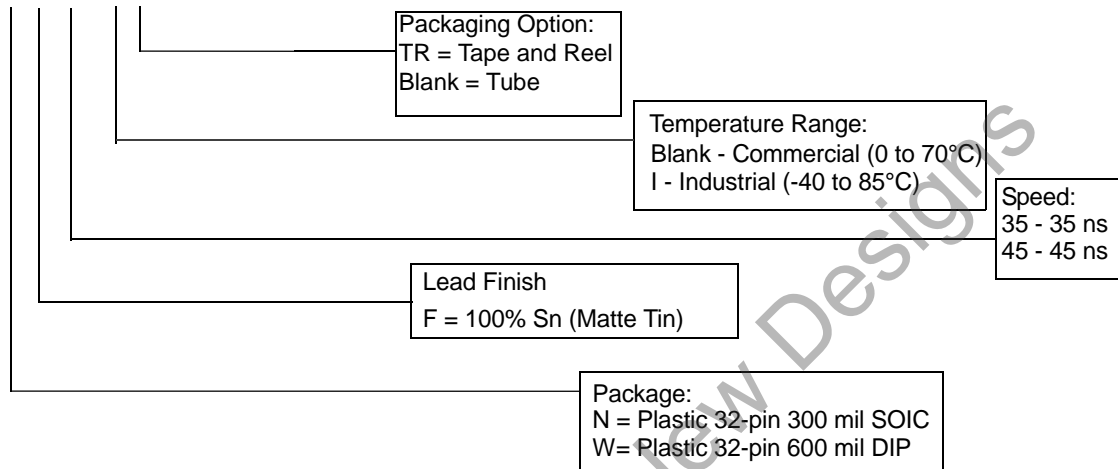 Packaging Option:
TR = Tape and Reel
Blank = Tube
Temperature Range:
Blank - Commercial (0 to 70°C)
I - Industrial (-40 to 85°C)
Speed:
35 - 35 ns
45 - 45 ns
Lead Finish
F = 100% Sn (Matte Tin)
Package:
N = Plastic 32-pin 300 mil SOIC
W= Plastic 32-pin 600 mil DIP
Designs